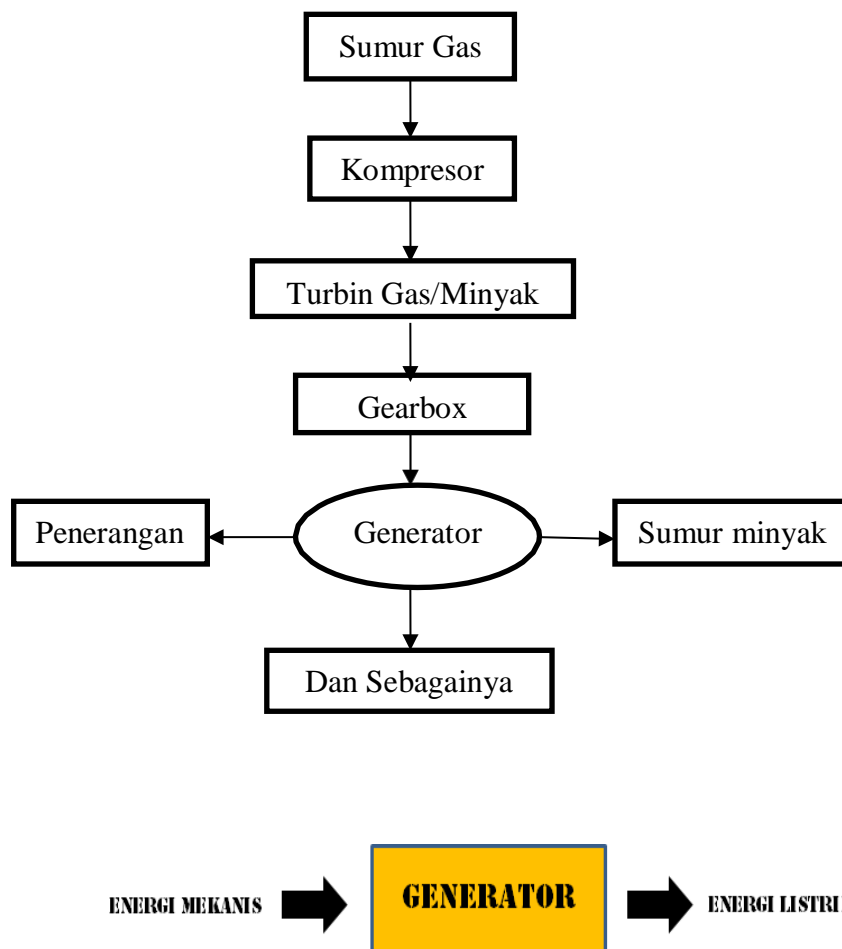 Sumur Gas
Kompresor
Turbin Gas/Minyak
Gearbox
Penerangan
Generator
Sumur minyak
Dan Sebagainya
ENERGI MEKANIS
GENERATOR
ENERGI LISTRI